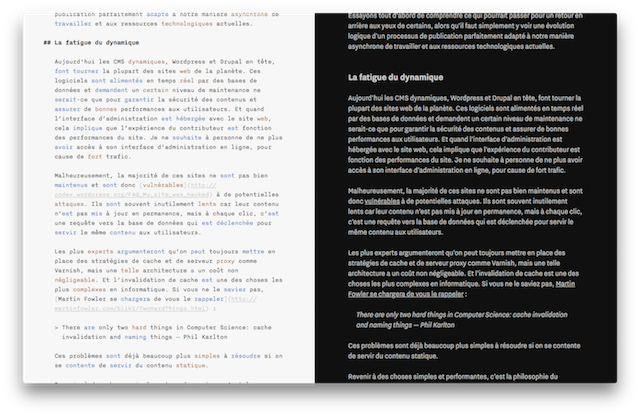 publication parfaitement adapté à notre manière asynchrone de
travailler et aux ressources technologiques actuelles.
## La fatigue du dynamique
Aujourd'hui les CMS dynamiques, Wordpress et Drupal en tête,
font tourner la plupart des sites web de la planète. Ces
logiciels sont alimentés en temps réel par des bases de
données et demandent un certain niveau de maintenance ne
serait-ce que pour garantir la sécurité des contenus et
assurer de bonnes performances aux utilisateurs. Et quand
l'interface d'administration est hébergée avec le site web,
cela implique que l'expérience du contributeur est fonction
des performances du site. Je ne souhaite à personne de ne plus
avoir accès à son interface d'administration en ligne, pour
cause de fort trafic.
Malheureusement, la majorité de ces sites ne sont pas bien
maintenus et sont donc [vulnérables](http://
codex.wordpress.org/FAQ_My_site_was_hacked) à de potentielles
attaques. Ils sont souvent inutilement lents car leur contenu
n'est pas mis à jour en permanence, mais à chaque clic, c'est
une requête vers la base de données qui est déclenchée pour
servir le même contenu aux utilisateurs.
Les plus experts argumenteront qu'on peut toujours mettre en
place des stratégies de cache et de serveur proxy comme
Varnish, mais une telle architecture a un coût non
négligeable. Et l'invalidation de cache est une des choses les
plus complexes en informatique. Si vous ne le saviez pas,
[Martin Fowler se chargera de vous le rappeler](http://
martinfowler.com/bliki/TwoHardThings.html) :
> There are only two hard things in Computer Science: cache
invalidation and naming things — Phil Karlton
Ces problèmes sont déjà beaucoup plus simples à résoudre si on
se contente de servir du contenu statique.
Essayons tout d'abord de comprendre ce qui pourrait passer pour un retour en
arrière aux yeux de certains, alors qu'il faut simplement y voir une évolution
logique d'un processus de publication parfaitement adapté à notre manière
asynchrone de travailler et aux ressources technologiques actuelles.
La fatigue du dynamique
Aujourd'hui les CMS dynamiques, Wordpress et Drupal en tête, font tourner la
plupart des sites web de la planète. Ces logiciels sont alimentés en temps réel
par des bases de données et demandent un certain niveau de maintenance ne
serait-ce que pour garantir la sécurité des contenus et assurer de bonnes
performances aux utilisateurs. Et quand l'interface d'administration est
hébergée avec le site web, cela implique que l'expérience du contributeur est
fonction des performances du site. Je ne souhaite à personne de ne plus avoir
accès à son interface d'administration en ligne, pour cause de fort trafic.
Malheureusement, la majorité de ces sites ne sont pas bien maintenus et sont
donc vulnérables à de potentielles attaques. Ils sont souvent inutilement
lents car leur contenu n'est pas mis à jour en permanence, mais à chaque clic,
c'est une requête vers la base de données qui est déclenchée pour servir le
même contenu aux utilisateurs.
Les plus experts argumenteront qu'on peut toujours mettre en place des
stratégies de cache et de serveur proxy comme Varnish, mais une telle
architecture a un coût non négligeable. Et l'invalidation de cache est une des
choses les plus complexes en informatique. Si vous ne le saviez pas, Martin
Fowler se chargera de vous le rappeler :
There are only two hard things in Computer Science: cache invalidation
and naming things — Phil Karlton
Ces problèmes sont déjà beaucoup plus simples à résoudre si on se contente
de servir du contenu statique.
Revenir à des choses simples et performantes, c'est la philosophie du